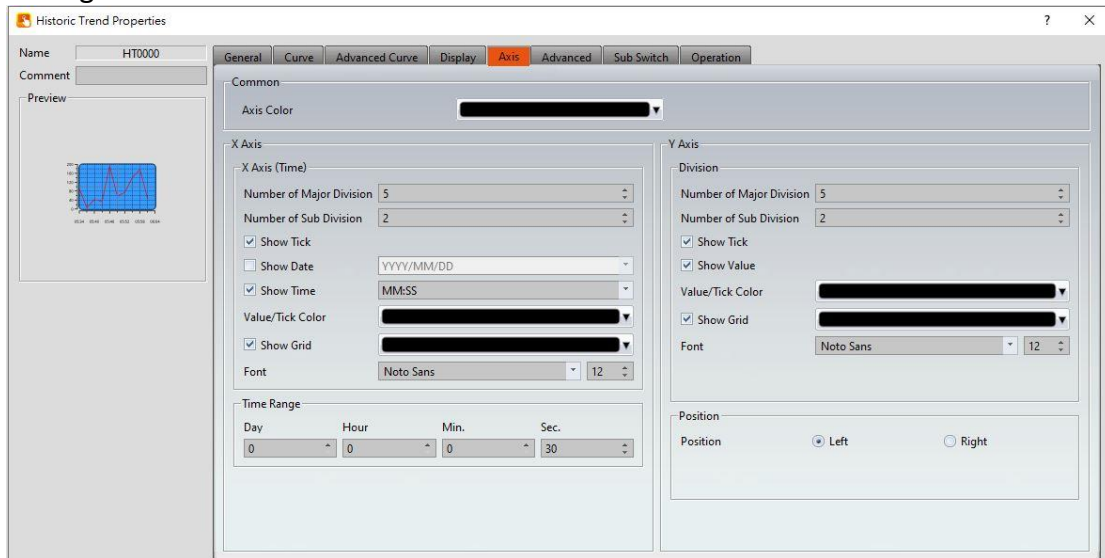 Historic Trend Properties ? ×
Name HT0000
Comment
Preview
General Curve Advanced Curve Display Axis Advanced Sub Switch Operation
Common
Axis Color
X Axis
X Axis (Time)
Number of Major Division 5
Number of Sub Division 2
Show Tick
Show Date YYYY/MM/DD
Show Time MM:SS
Value/Tick Color
Show Grid
Font Noto Sans 12
Time Range
Day Hour Min. Sec.
0 0 0 30
Y Axis
Division
Number of Major Division 5
Number of Sub Division 2
Show Tick
Show Value
Value/Tick Color
Show Grid
Font Noto Sans 12
Position
Position Left Right